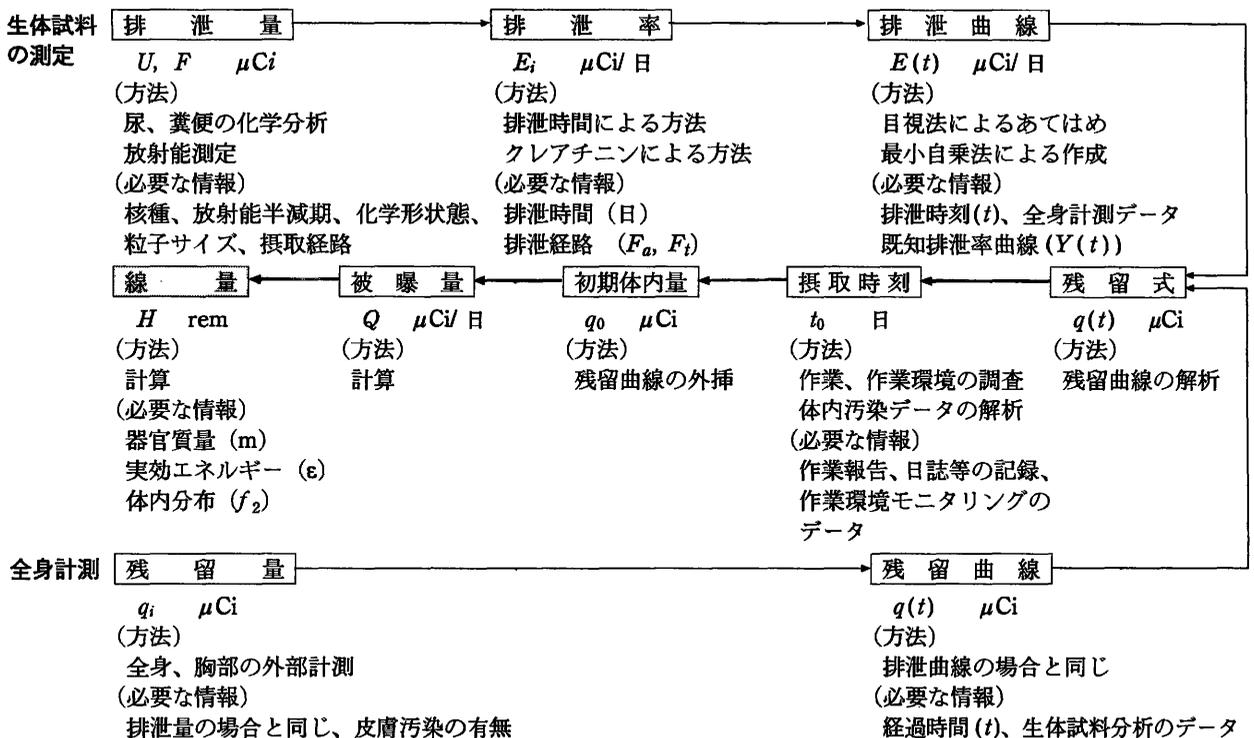 生体試料
の測定
排泄量
U, F μCi
(方法)
尿、糞便の化学分析
放射能測定
(必要な情報)
核種、放射能半減期、化学形状態、
粒子サイズ、摂取経路
排泄率
Ei μCi/日
(方法)
排泄時間による方法
クレアチニンによる方法
(必要な情報)
排泄時間(日)
排泄経路 (Fa, Ft)
排泄曲線
E(t) μCi/日
(方法)
目視法によるあてはめ
最小自乗法による作成
(必要な情報)
排泄時刻(t)、全身計測データ
既知排泄率曲線(Y(t))
線量
H rem
(方法)
計算
(必要な情報)
器官質量 (m)
実効エネルギー (ε)
体内分布 (f2)
被曝量
Q μCi/日
(方法)
計算
初期体内量
q0 μCi
(方法)
残留曲線の外挿
摂取時刻
t0 日
(方法)
作業、作業環境の調査
体内汚染データの解析
(必要な情報)
作業報告、日誌等の記録、
作業環境モニタリングの
データ
残留式
q(t) μCi
(方法)
残留曲線の解析
全身計測
残留量
qi μCi
(方法)
全身、胸部の外部計測
(必要な情報)
排泄量の場合と同じ、皮膚汚染の有無
残留曲線
q(t) μCi
(方法)
排泄曲線の場合と同じ
(必要な情報)
経過時間(t)、生体試料分析のデータ